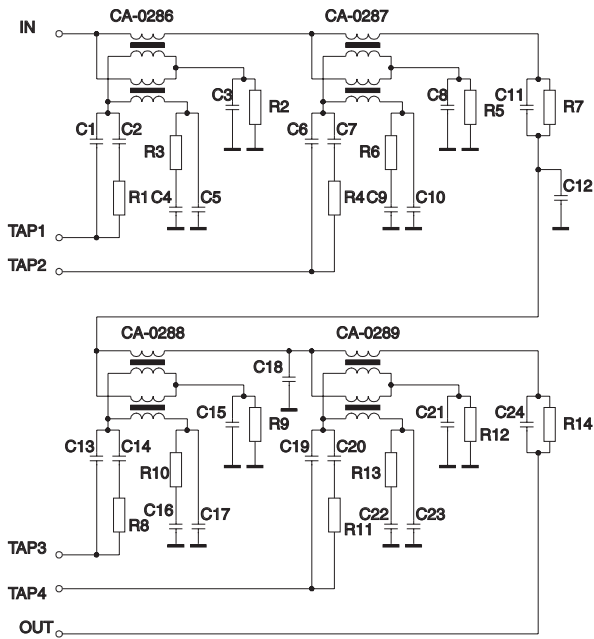 CA-0286 CA-0287
IN
C3 R2 C8 R5 C11 R7
C1 C2 R3 C6 C7 R6
R1 C4 C5 R4 C9 C10 C12
TAP1
TAP2
CA-0288 CA-0289
C18
C15 R9 C21 R12 C24 R14
C13 C14 R10 C19 C20 R13
R8 C16 C17 R11 C22 C23
TAP3
TAP4
OUT